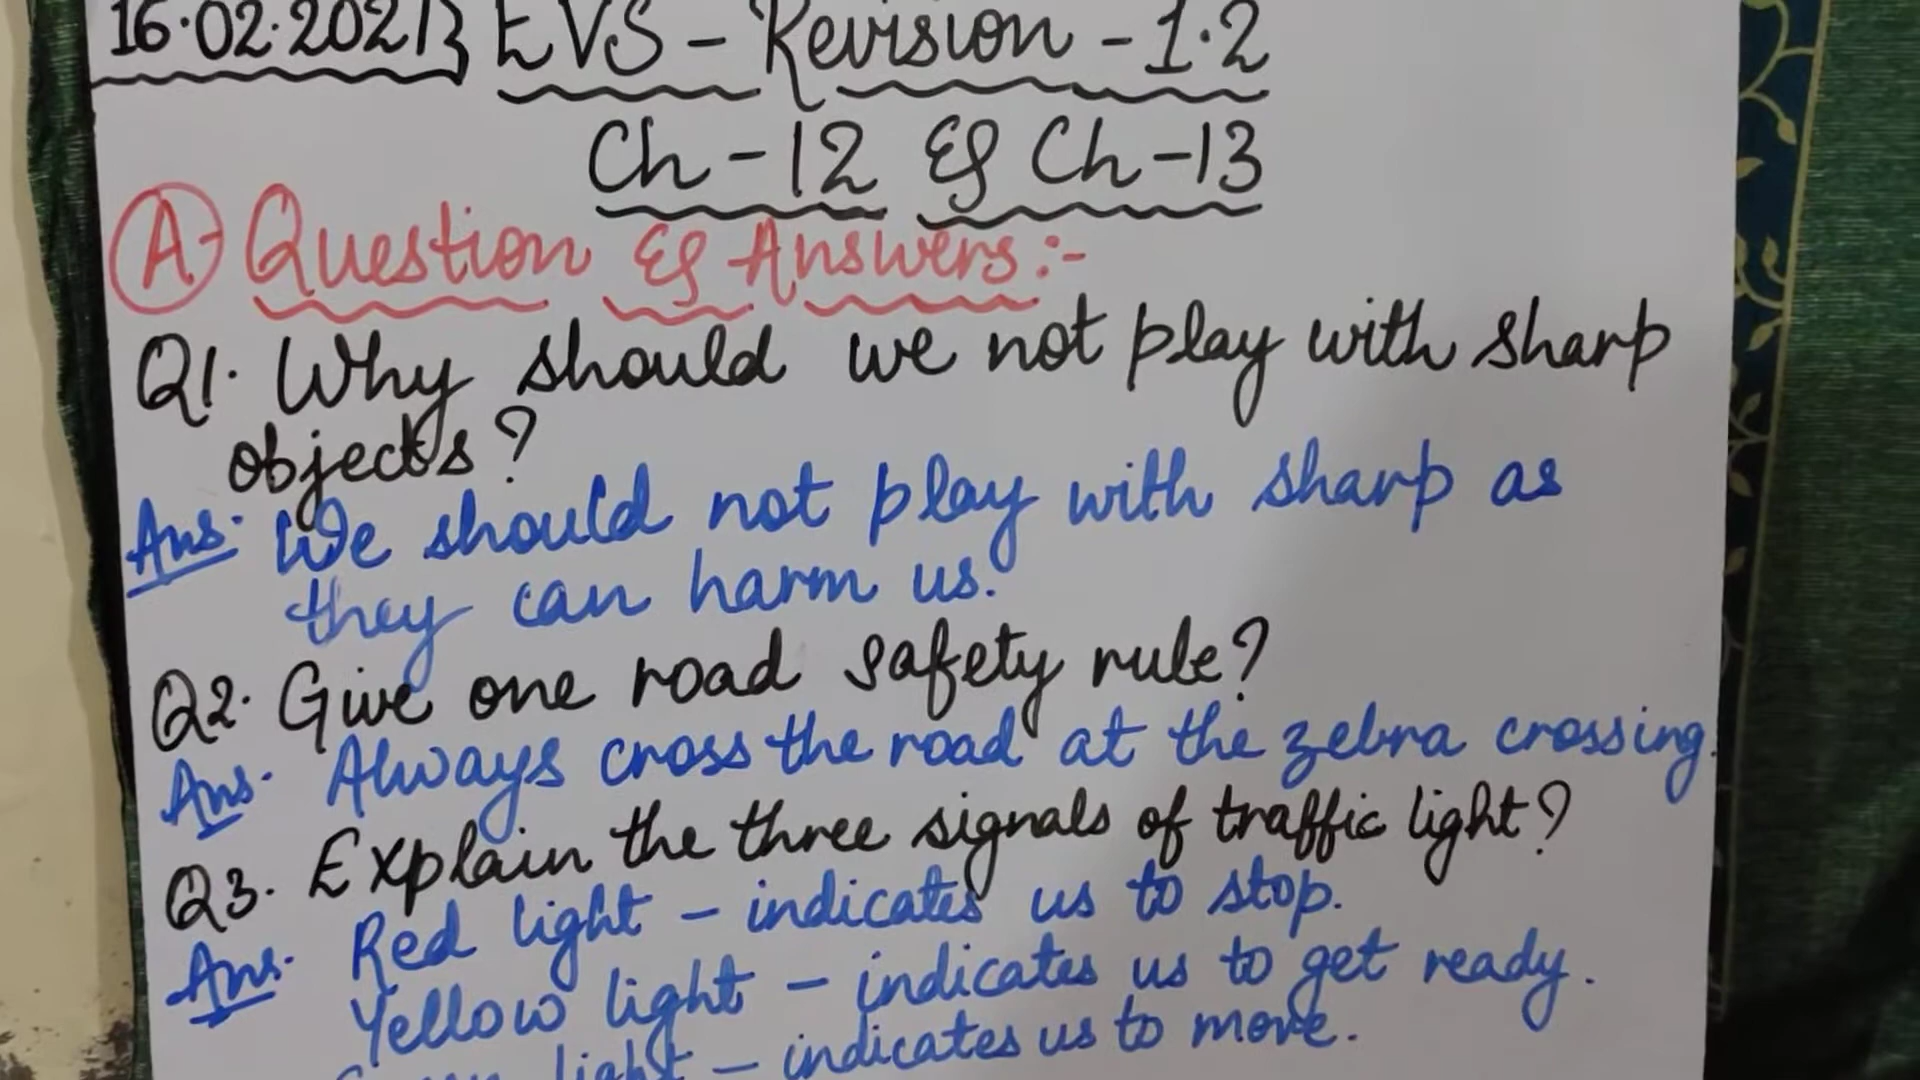 16.02.2021 EVS - Revision - 1.2
Ch - 12 & Ch - 13
A- Question & Answers:-
Q1. Why should we not play with sharp
objects?
Ans. We should not play with sharp as
they can harm us.
Q2. Give one road safety rule?
Ans. Always cross the road at the zebra crossing.
Q3. Explain the three signals of traffic light?
Ans. Red light - indicates us to stop.
Yellow light - indicates us to get ready.
light - indicates us to move.